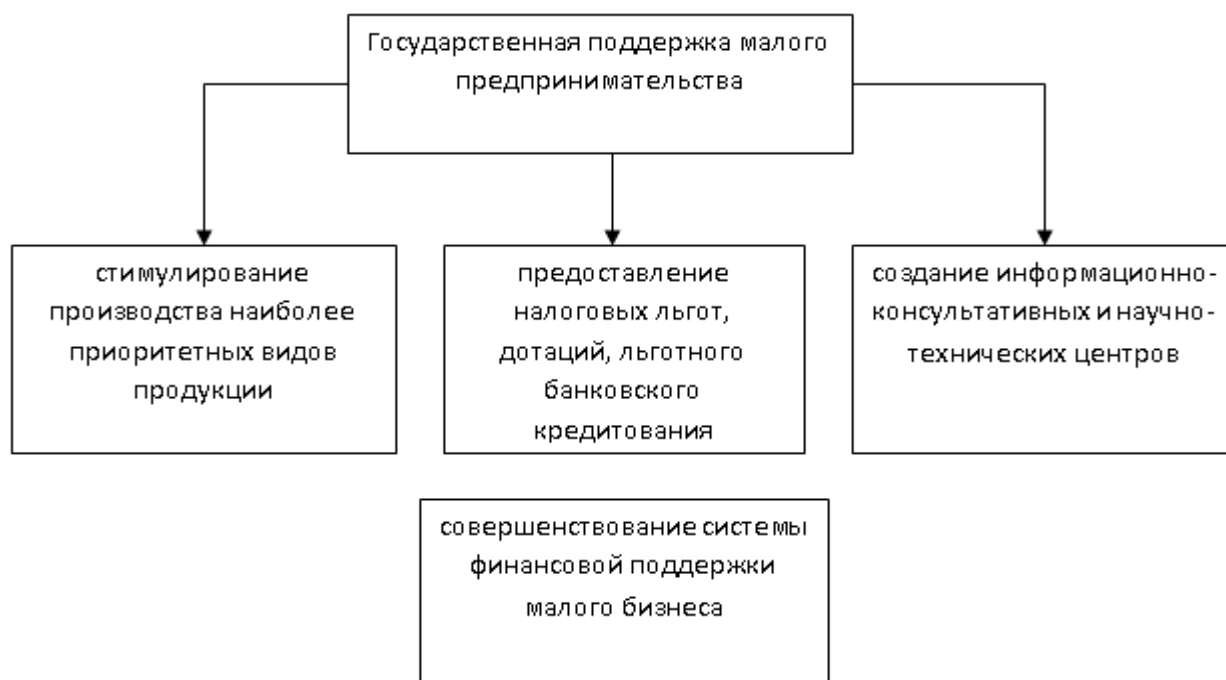 Государственная поддержка малого
предпринимательства
стимулирование
производства наиболее
приоритетных видов
продукции
предоставление
налоговых льгот,
дотаций, льготного
банковского
кредитования
создание информационно-
консультативных и научно-
технических центров
совершенствование системы
финансовой поддержки
малого бизнеса